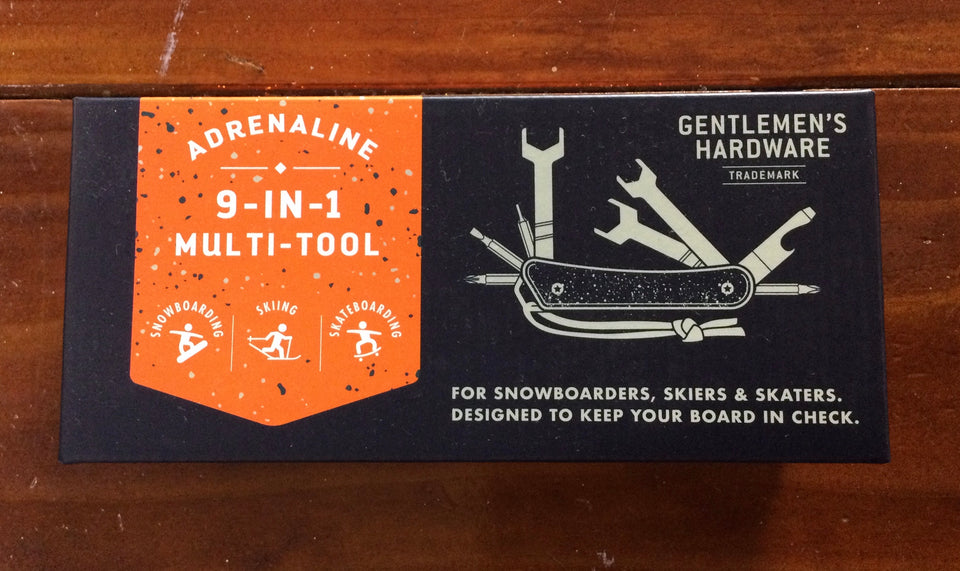 ADRENALINE
9-IN-1
MULTI-TOOL
SNOWBOARDING
SKIING
SKATEBOARDING
GENTLEMEN'S
HARDWARE
TRADEMARK
FOR SNOWBOARDERS, SKIERS & SKATERS.
DESIGNED TO KEEP YOUR BOARD IN CHECK.